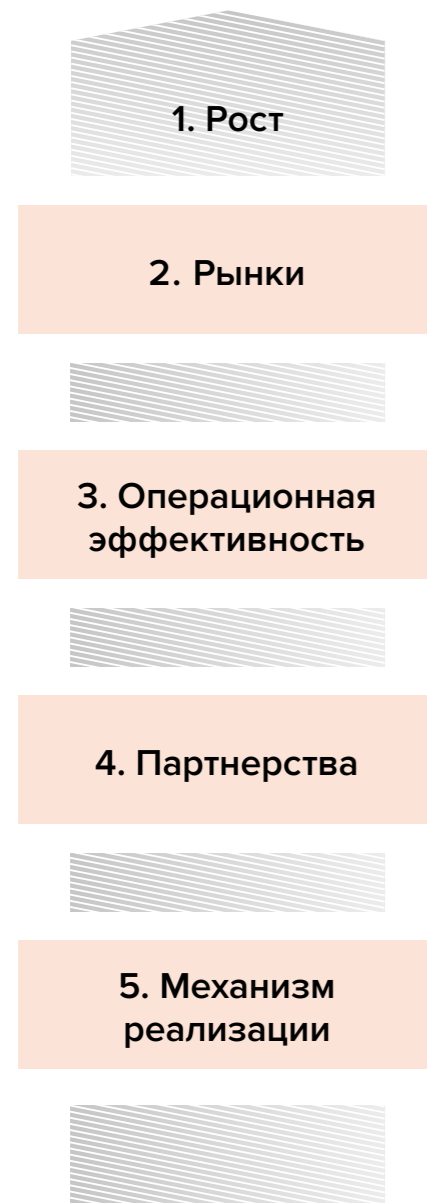 1. Рост
2. Рынки
3. Операционная
эффективность
4. Партнерства
5. Механизм
реализации